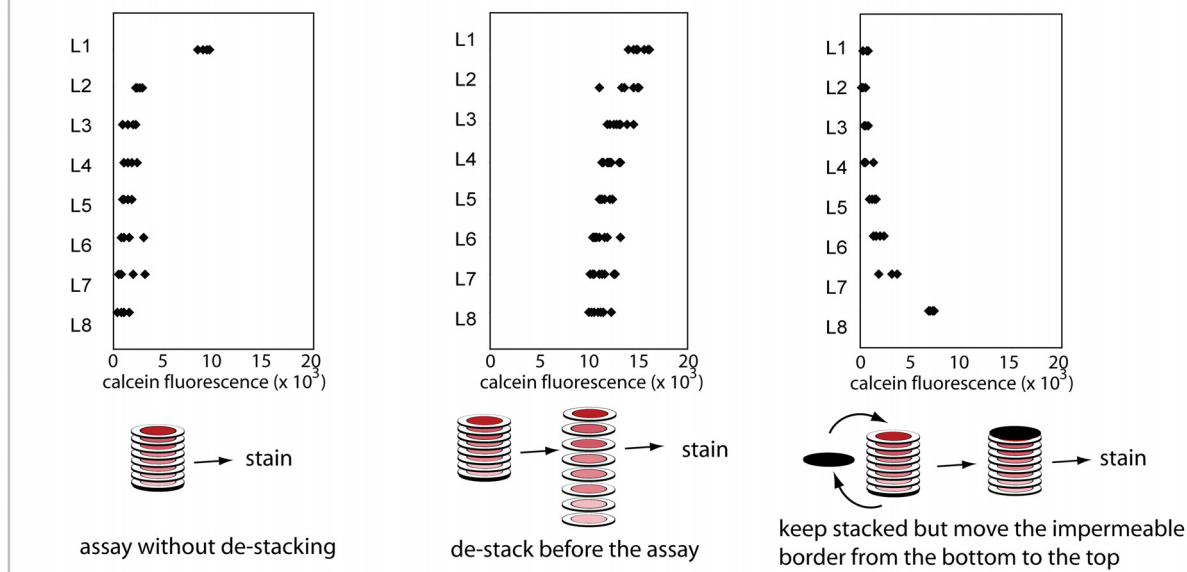 L1
L2
L3
L4
L5
L6
L7
L8
0 5 10 15 20
calcein fluorescence (x 10³)
stain
assay without de-stacking
L1
L2
L3
L4
L5
L6
L7
L8
0 5 10 15 20
calcein fluorescence (x 10³)
stain
de-stack before the assay
L1
L2
L3
L4
L5
L6
L7
L8
0 5 10 15 20
calcein fluorescence (x 10³)
stain
keep stacked but move the impermeable
border from the bottom to the top